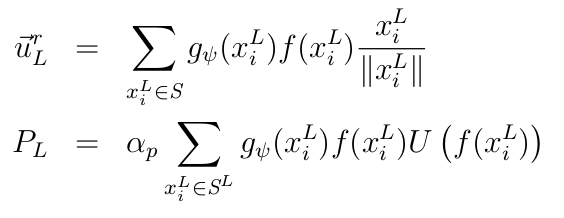 \vec{u}_L^r = \sum_{x_i^L \in S} g_\psi(x_i^L) f(x_i^L) \frac{x_i^L}{\|x_i^L\|}
P_L = \alpha_p \sum_{x_i^L \in S^L} g_\psi(x_i^L) f(x_i^L) U \left( f(x_i^L) \right)